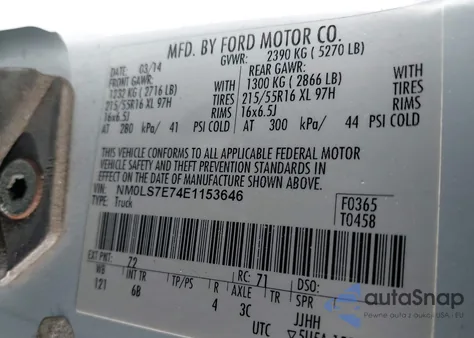 MFD. BY FORD MOTOR CO.
DATE: 03/14 GVWR: 2390 KG ( 5270 LB)
FRONT GAWR: REAR GAWR:
1232 KG ( 2716 LB) WITH 1300 KG ( 2866 LB) WITH
215/55R16 XL 97H TIRES 215/55R16 XL 97H TIRES
16x6.5J RIMS 16x6.5J RIMS
AT 280 kPa/ 41 PSI COLD AT 300 kPa/ 44 PSI COLD
THIS VEHICLE CONFORMS TO ALL APPLICABLE FEDERAL MOTOR
VEHICLE SAFETY AND THEFT PREVENTION STANDARDS IN EFFECT
ON THE DATE OF MANUFACTURE SHOWN ABOVE.
VIN: NM0LS7E74E1153646 F0365
TYPE: Truck T0458
EXT PNT: Z2 RC: 71 DSO:
WB INT TR TP/PS R AXLE TR SPR
121 6B 4 3C JJHH
UTC
autoSnap